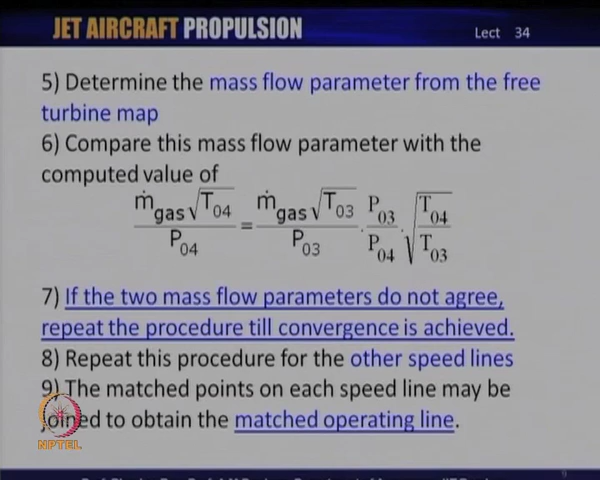 JET AIRCRAFT PROPULSION Lect 34
5) Determine the mass flow parameter from the free
turbine map
6) Compare this mass flow parameter with the
computed value of
ṁgas√T04 / P04 = ṁgas√T03 / P03 . P03 / P04 . √T04 / T03
7) If the two mass flow parameters do not agree,
repeat the procedure till convergence is achieved.
8) Repeat this procedure for the other speed lines
9) The matched points on each speed line may be
joined to obtain the matched operating line.
NPTEL